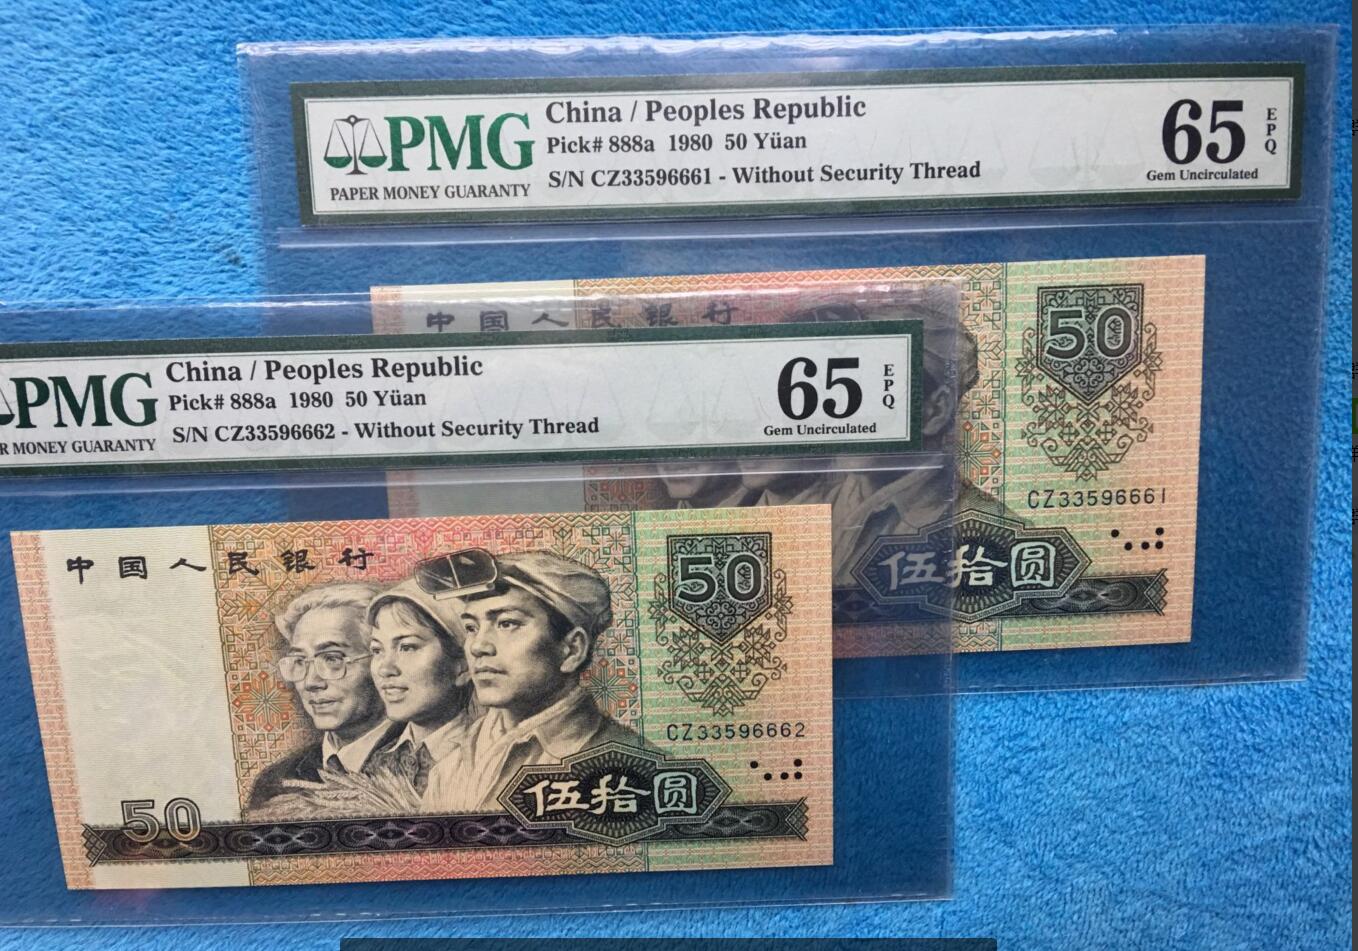 PMG
PAPER MONEY GUARANTY
China / Peoples Republic
Pick# 888a 1980 50 Yüan
S/N CZ33596661 - Without Security Thread
65
EPQ
Gem Uncirculated
中国人民银行
50
CZ33596661
伍拾圆
PMG
MONEY GUARANTY
China / Peoples Republic
Pick# 888a 1980 50 Yüan
S/N CZ33596662 - Without Security Thread
65
EPQ
Gem Uncirculated
中国人民银行
50
CZ33596662
伍拾圆
50